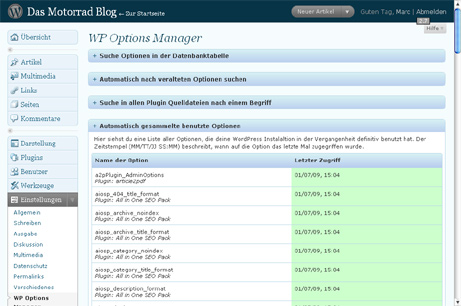 Das Motorrad Blog ← Zur Startseite
Neuer Artikel
Guten Tag, Marc | Abmelden
Hilfe
Übersicht
Artikel
Multimedia
Links
Seiten
Kommentare
Darstellung
Plugins
Benutzer
Werkzeuge
Einstellungen
Allgemein
Schreiben
Ausgabe
Diskussion
Multimedia
Datenschutz
Permalinks
Verschiedenes
WP Options
WP Options Manager
+ Suche Optionen in der Datenbanktabelle
+ Automatisch nach veralteten Optionen suchen
+ Suche in allen Plugin Quelldateien nach einem Begriff
+ Automatisch gesammelte benutzte Optionen
Hier siehst du eine Liste aller Optionen, die deine WordPress Instalaltion in der Vergangenheit definitiv benutzt hat. Der
Zeitstempel (MM/TT/JJ SS:MM) beschreibt, wann auf die Option das letzte Mal zugegriffen wurde.
Name der Option Letzter Zugriff
a2pPlugin_AdminOptions 01/07/09, 15:04
Plugin: article2pdf
aiosp_404_title_format 01/07/09, 15:04
Plugin: All in One SEO Pack
aiosp_archive_noindex 01/07/09, 15:04
Plugin: All in One SEO Pack
aiosp_archive_title_format 01/07/09, 15:04
Plugin: All in One SEO Pack
aiosp_category_noindex 01/07/09, 15:04
Plugin: All in One SEO Pack
aiosp_category_title_format 01/07/09, 15:04
Plugin: All in One SEO Pack
aiosp_description_format 01/07/09, 15:04
Plugin: All in One SEO Pack